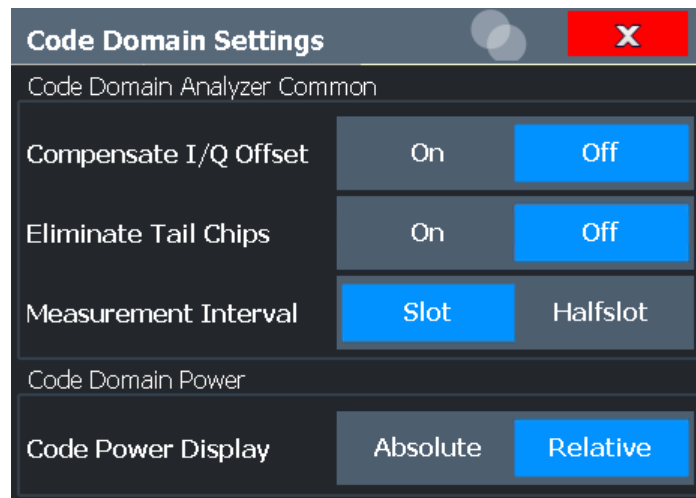 Code Domain Settings X
Code Domain Analyzer Common
Compensate I/Q Offset On Off
Eliminate Tail Chips On Off
Measurement Interval Slot Halfslot
Code Domain Power
Code Power Display Absolute Relative